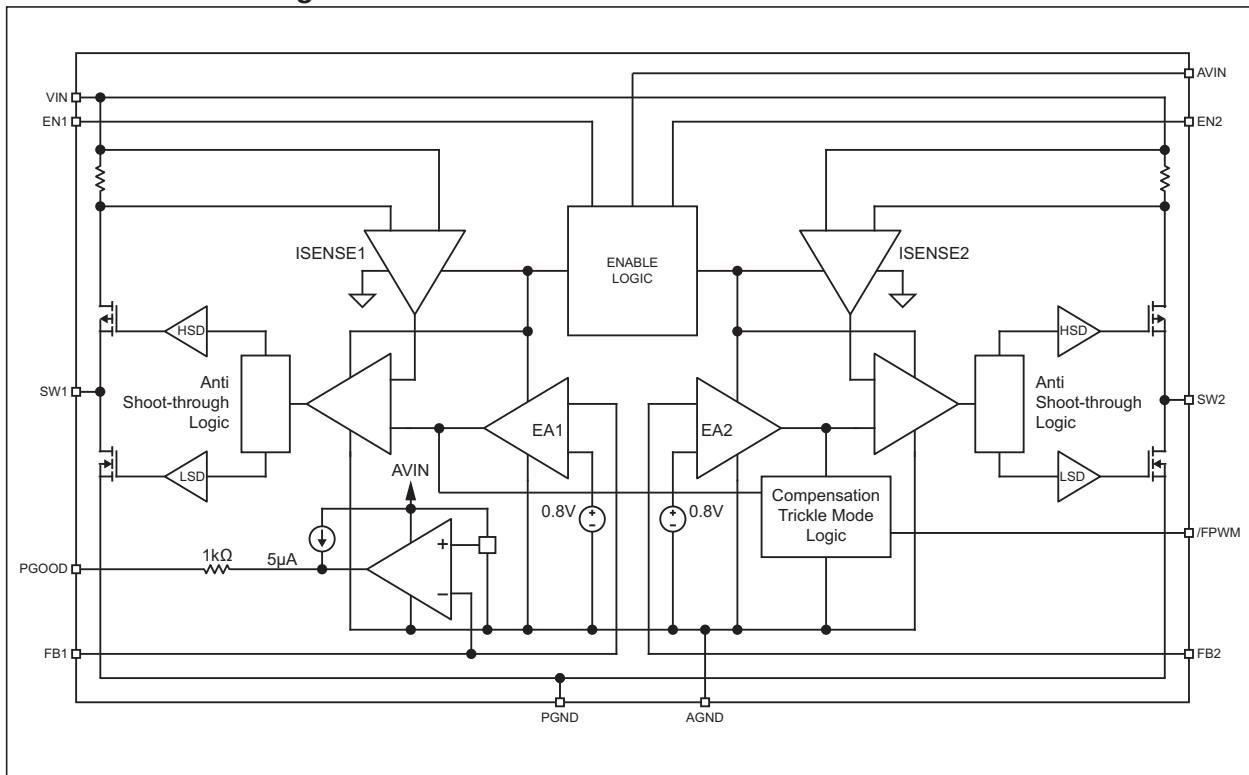 AVIN
VIN
EN1
EN2
ISENSE1
ENABLE
LOGIC
ISENSE2
HSD
HSD
SW1
Anti
Shoot-through
Logic
EA1
EA2
Anti
Shoot-through
Logic
SW2
LSD
LSD
AVIN
0.8V
0.8V
Compensation
Trickle Mode
Logic
/FPWM
1kΩ
5µA
+
−
+
−
+
−
PGOOD
FB1
FB2
PGND
AGND